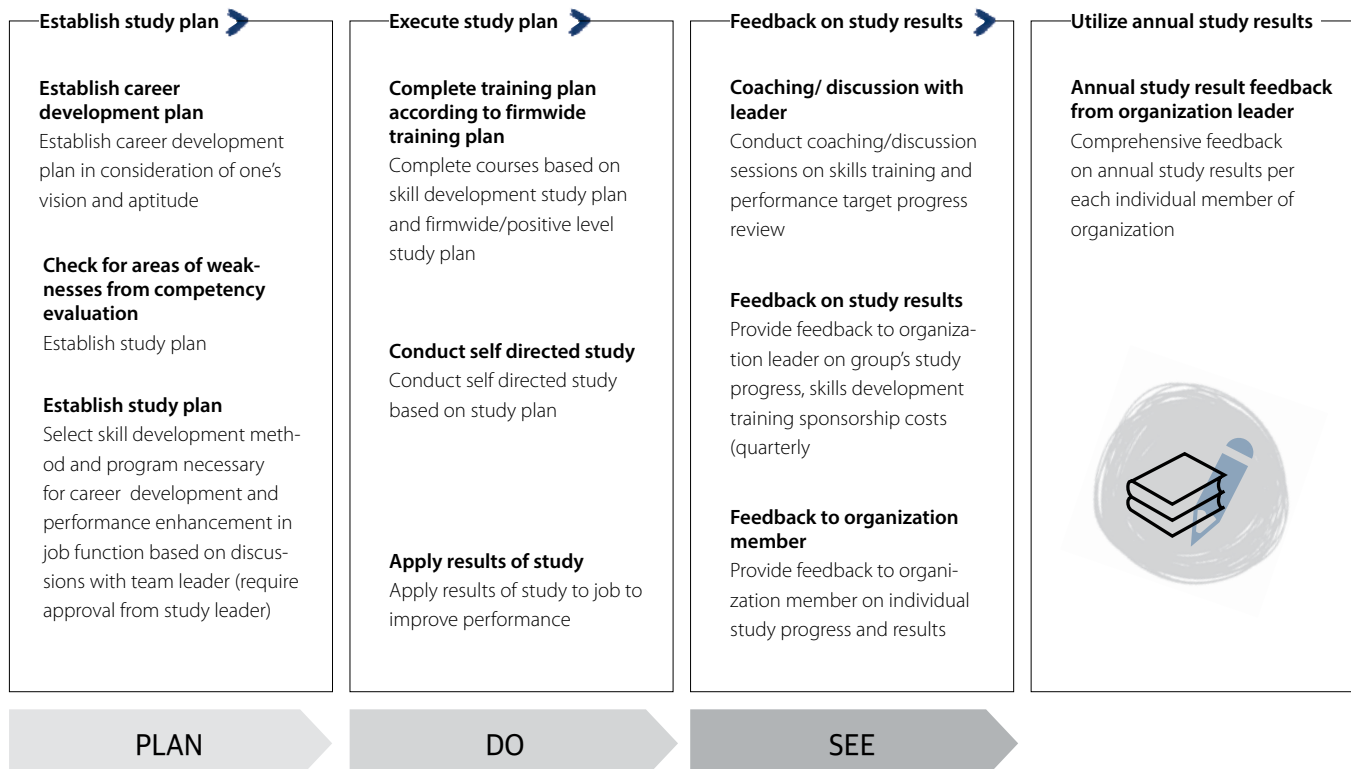 Establish study plan
Establish career
development plan
Establish career development
plan in consideration of one's
vision and aptitude
Check for areas of weak-
nesses from competency
evaluation
Establish study plan
Establish study plan
Select skill development meth-
od and program necessary
for career development and
performance enhancement in
job function based on discus-
sions with team leader (require
approval from study leader)
PLAN
Execute study plan
Complete training plan
according to firmwide
training plan
Complete courses based on
skill development study plan
and firmwide/positive level
study plan
Conduct self directed study
Conduct self directed study
based on study plan
Apply results of study
Apply results of study to job to
improve performance
DO
Feedback on study results
Coaching/ discussion with
leader
Conduct coaching/discussion
sessions on skills training and
performance target progress
review
Feedback on study results
Provide feedback to organiza-
tion leader on group's study
progress, skills development
training sponsorship costs
(quarterly
Feedback to organization
member
Provide feedback to organi-
zation member on individual
study progress and results
SEE
Utilize annual study results
Annual study result feedback
from organization leader
Comprehensive feedback
on annual study results per
each individual member of
organization